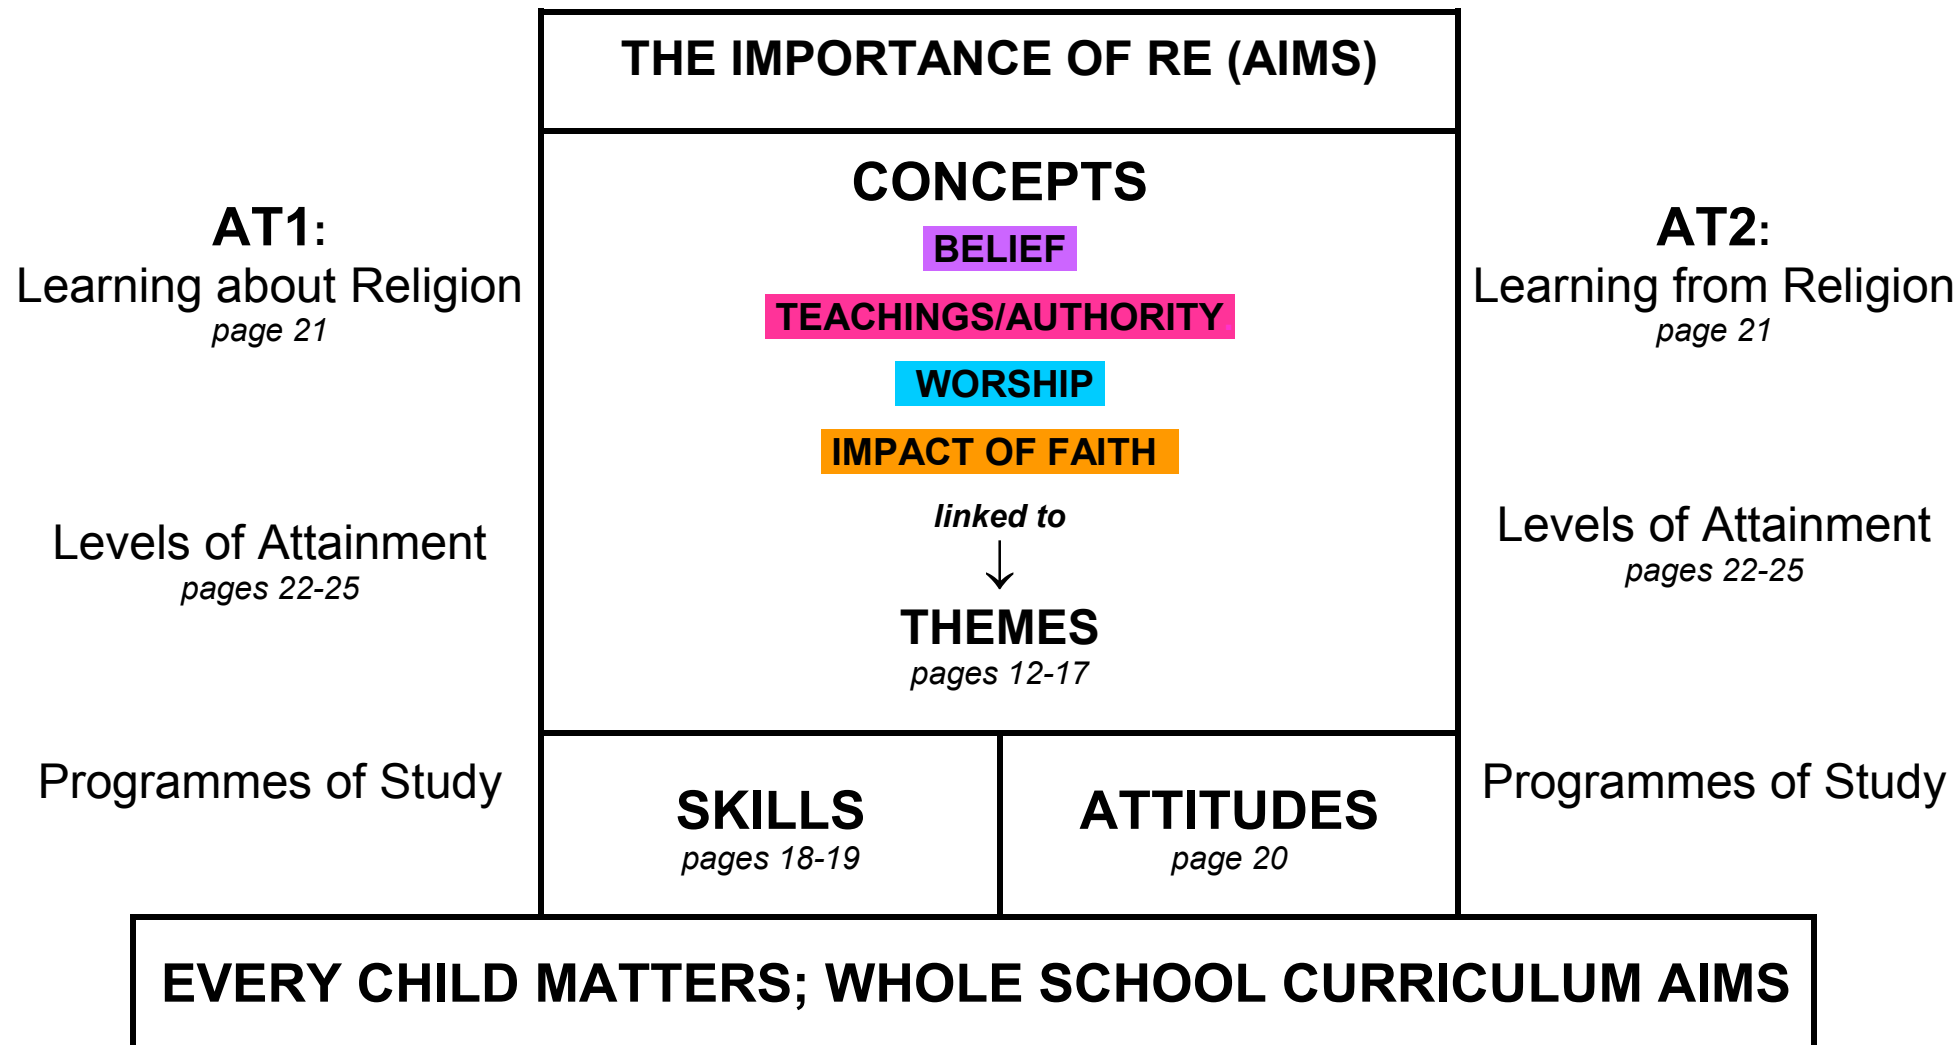 THE IMPORTANCE OF RE (AIMS)
AT1:
Learning about Religion
page 21
Levels of Attainment
pages 22-25
Programmes of Study
CONCEPTS
BELIEF
TEACHINGS/AUTHORITY
WORSHIP
IMPACT OF FAITH
linked to
↓
THEMES
pages 12-17
SKILLS
pages 18-19
ATTITUDES
page 20
AT2:
Learning from Religion
page 21
Levels of Attainment
pages 22-25
Programmes of Study
EVERY CHILD MATTERS; WHOLE SCHOOL CURRICULUM AIMS